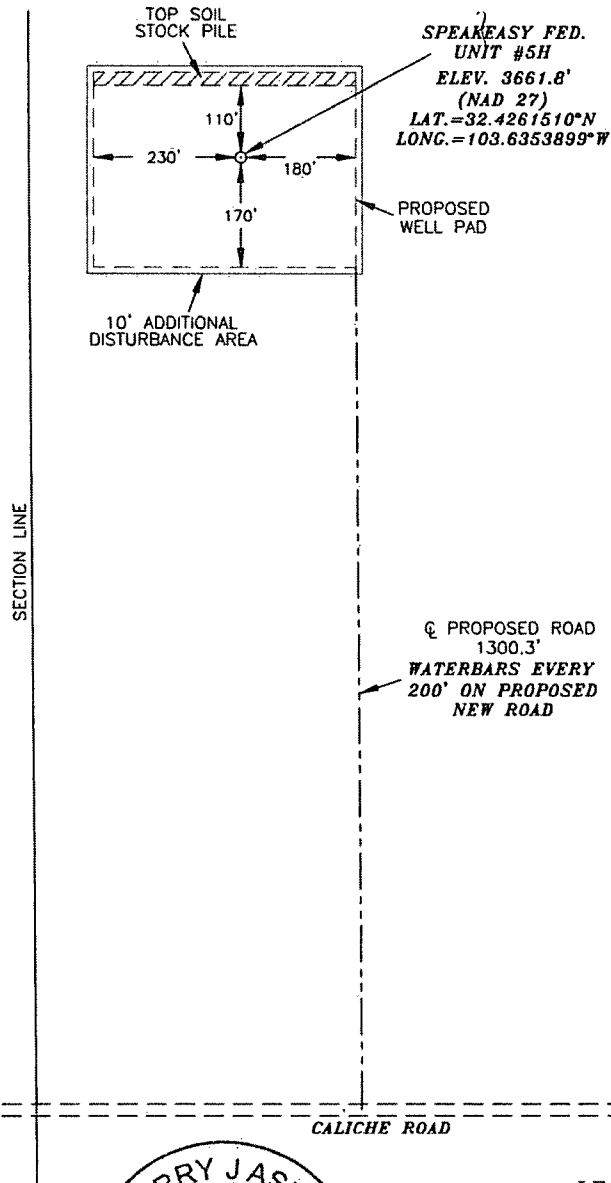 TOP SOIL
STOCK PILE
SPEAKEASY FED.
UNIT #5H
ELEV. 3661.8'
(NAD 27)
LAT.=32.4261510°N
LONG.=103.6353899°W
110'
230'
180'
170'
PROPOSED
WELL PAD
10' ADDITIONAL
DISTURBANCE AREA
SECTION LINE
℄ PROPOSED ROAD
1300.3'
WATERBARS EVERY
200' ON PROPOSED
NEW ROAD
CALICHE ROAD